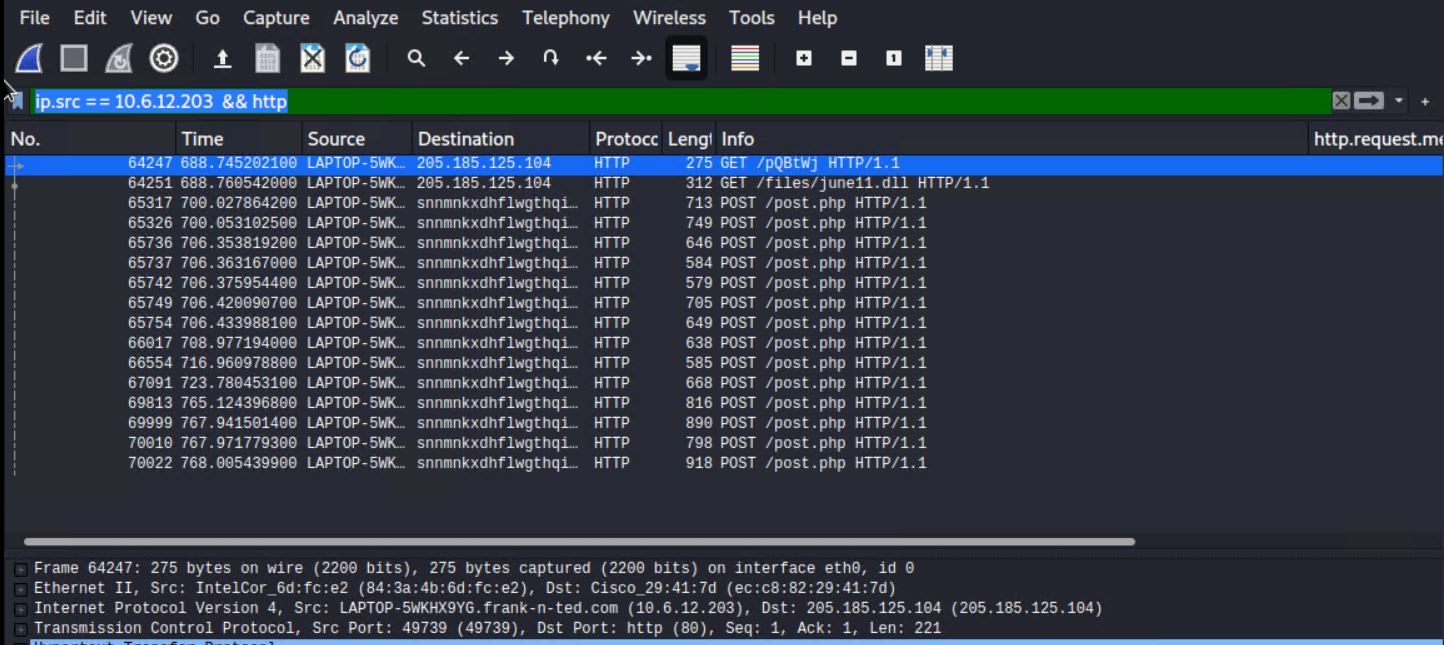 File Edit View Go Capture Analyze Statistics Telephony Wireless Tools Help
ip.src == 10.6.12.203 && http
No. Time Source Destination Protocc Lengt Info http.request.me
64247 688.745202100 LAPTOP-5WK… 205.185.125.104 HTTP 275 GET /pQBtWj HTTP/1.1
64251 688.760542000 LAPTOP-5WK… 205.185.125.104 HTTP 312 GET /files/june11.dll HTTP/1.1
65317 700.027864200 LAPTOP-5WK… snnmnkxdhflwgthqi… HTTP 713 POST /post.php HTTP/1.1
65326 700.053102500 LAPTOP-5WK… snnmnkxdhflwgthqi… HTTP 749 POST /post.php HTTP/1.1
65736 706.353819200 LAPTOP-5WK… snnmnkxdhflwgthqi… HTTP 646 POST /post.php HTTP/1.1
65737 706.363167000 LAPTOP-5WK… snnmnkxdhflwgthqi… HTTP 584 POST /post.php HTTP/1.1
65742 706.375954400 LAPTOP-5WK… snnmnkxdhflwgthqi… HTTP 579 POST /post.php HTTP/1.1
65749 706.420090700 LAPTOP-5WK… snnmnkxdhflwgthqi… HTTP 705 POST /post.php HTTP/1.1
65754 706.433988100 LAPTOP-5WK… snnmnkxdhflwgthqi… HTTP 649 POST /post.php HTTP/1.1
66017 708.977194000 LAPTOP-5WK… snnmnkxdhflwgthqi… HTTP 638 POST /post.php HTTP/1.1
66554 716.960978800 LAPTOP-5WK… snnmnkxdhflwgthqi… HTTP 585 POST /post.php HTTP/1.1
67091 723.780453100 LAPTOP-5WK… snnmnkxdhflwgthqi… HTTP 668 POST /post.php HTTP/1.1
69813 765.124396800 LAPTOP-5WK… snnmnkxdhflwgthqi… HTTP 816 POST /post.php HTTP/1.1
69999 767.941501400 LAPTOP-5WK… snnmnkxdhflwgthqi… HTTP 890 POST /post.php HTTP/1.1
70010 767.971779300 LAPTOP-5WK… snnmnkxdhflwgthqi… HTTP 798 POST /post.php HTTP/1.1
70022 768.005439900 LAPTOP-5WK… snnmnkxdhflwgthqi… HTTP 918 POST /post.php HTTP/1.1
Frame 64247: 275 bytes on wire (2200 bits), 275 bytes captured (2200 bits) on interface eth0, id 0
Ethernet II, Src: IntelCor_6d:fc:e2 (84:3a:4b:6d:fc:e2), Dst: Cisco_29:41:7d (ec:c8:82:29:41:7d)
Internet Protocol Version 4, Src: LAPTOP-5WKHX9YG.frank-n-ted.com (10.6.12.203), Dst: 205.185.125.104 (205.185.125.104)
Transmission Control Protocol, Src Port: 49739 (49739), Dst Port: http (80), Seq: 1, Ack: 1, Len: 221
Hypertext Transfer Protocol